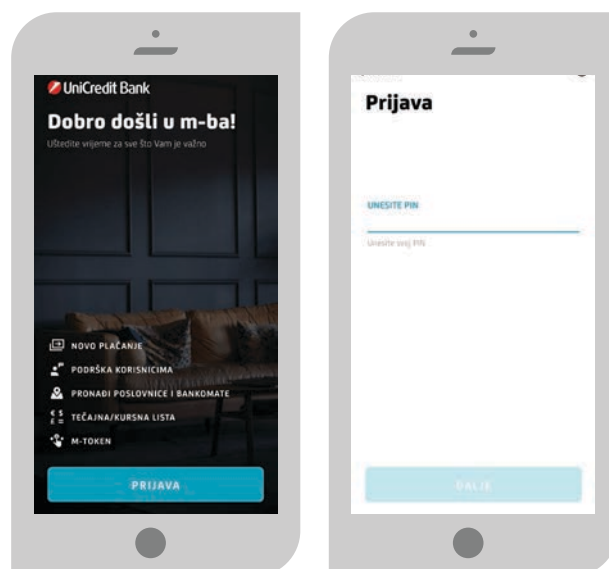 UniCredit Bank
Dobro došli u m-ba!
Uštedite vrijeme za sve što Vam je važno
NOVO PLAĆANJE
PODRŠKA KORISNICIMA
PRONAĐI POSLOVNICE I BANKOMATE
TEČAJNA/KURSNA LISTA
M-TOKEN
PRIJAVA
Prijava
UNESITE PIN
Unesite svoj PIN
DALJE